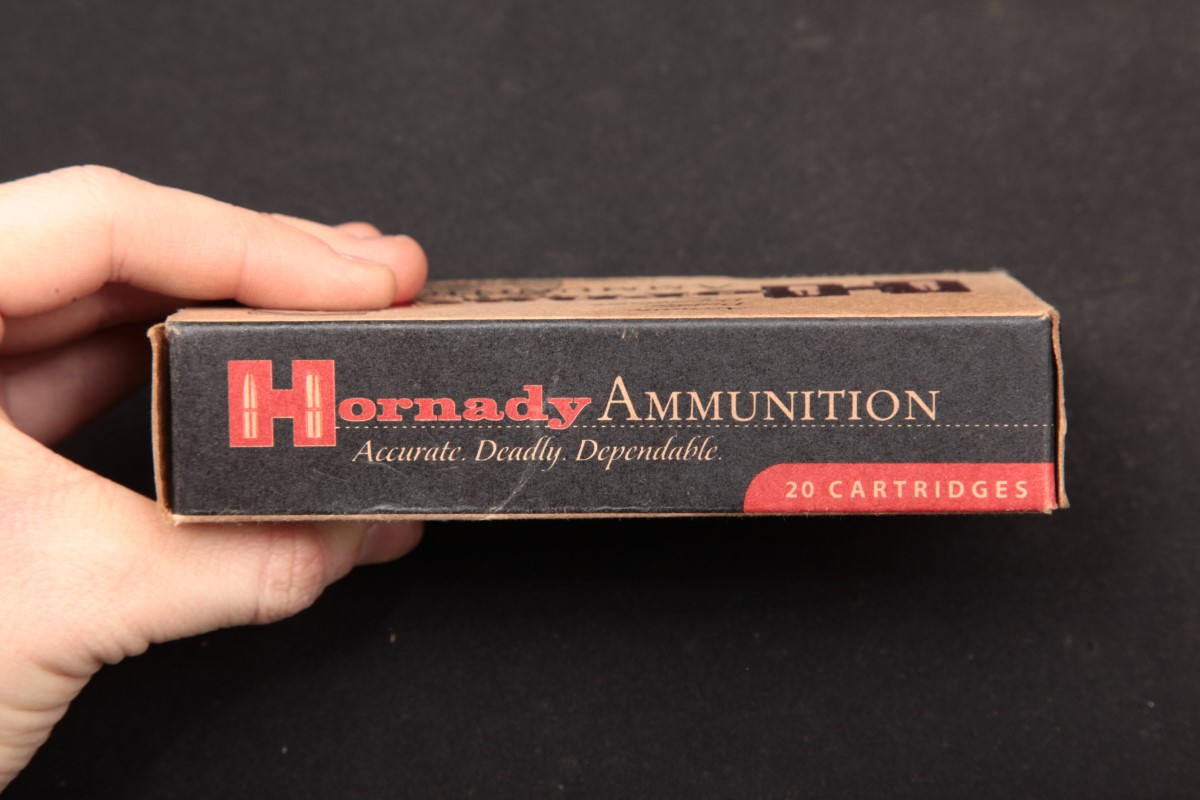 Hornady AMMUNITION
Accurate. Deadly. Dependable.
20 CARTRIDGES